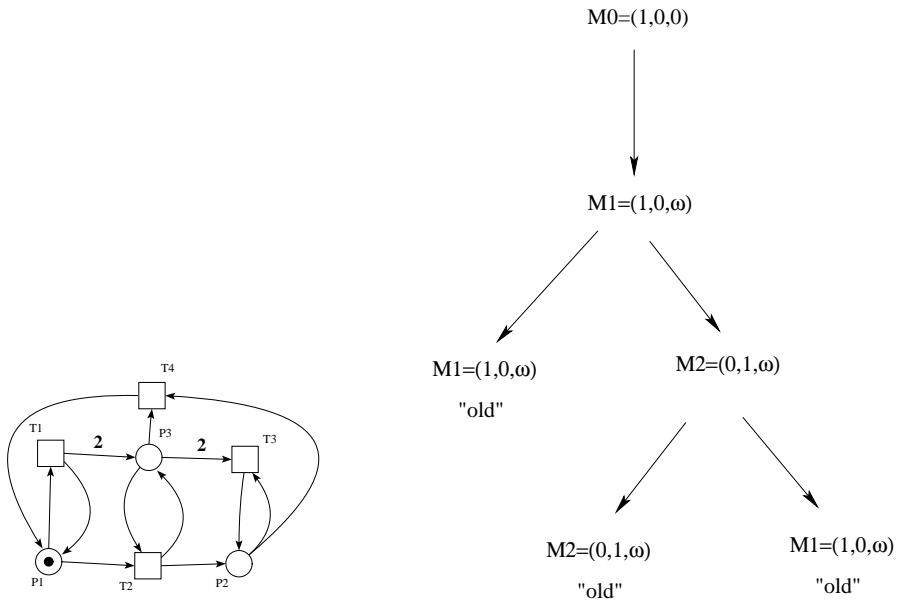 M0=(1,0,0)
M1=(1,0,ω)
M1=(1,0,ω)
"old"
M2=(0,1,ω)
M2=(0,1,ω)
"old"
M1=(1,0,ω)
"old"
T4
T1
2
P3
2
T3
P1
T2
P2